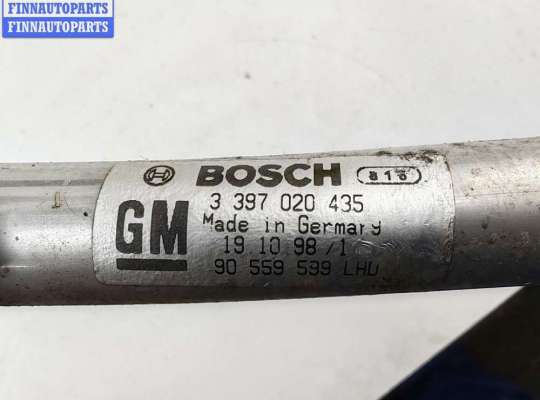 FINNAUTOPARTS
FINNAUTOPARTS
BOSCH 816
3 397 020 435
GM Made in Germany
19 10 98 / 1
90 559 599 LHD